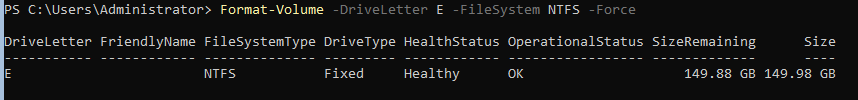 PS C:\Users\Administrator> Format-Volume -DriveLetter E -FileSystem NTFS -Force
DriveLetter FriendlyName FileSystemType DriveType HealthStatus OperationalStatus SizeRemaining Size
----------- ------------ -------------- --------- ------------ ----------------- ------------- ----
E NTFS Fixed Healthy OK 149.88 GB 149.98 GB